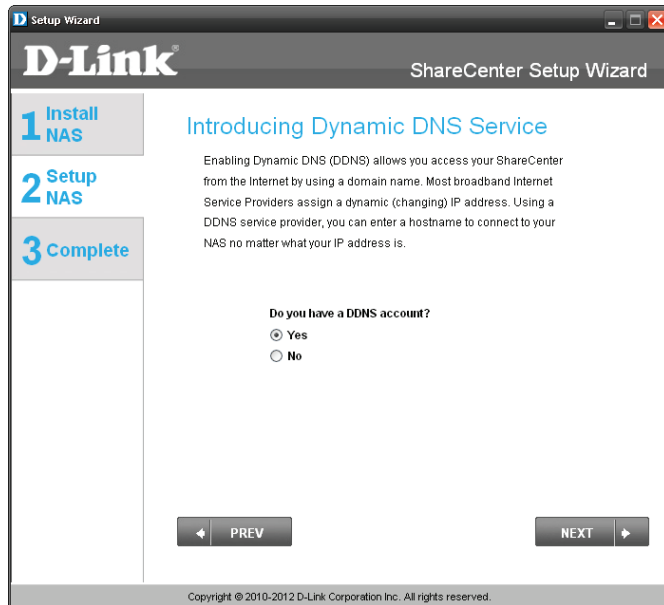 Setup Wizard
D-Link®
ShareCenter Setup Wizard
1 Install
NAS
2 Setup
NAS
3 Complete
Introducing Dynamic DNS Service
Enabling Dynamic DNS (DDNS) allows you access your ShareCenter
from the Internet by using a domain name. Most broadband Internet
Service Providers assign a dynamic (changing) IP address. Using a
DDNS service provider, you can enter a hostname to connect to your
NAS no matter what your IP address is.
Do you have a DDNS account?
Yes
No
PREV
NEXT
Copyright © 2010-2012 D-Link Corporation Inc. All rights reserved.